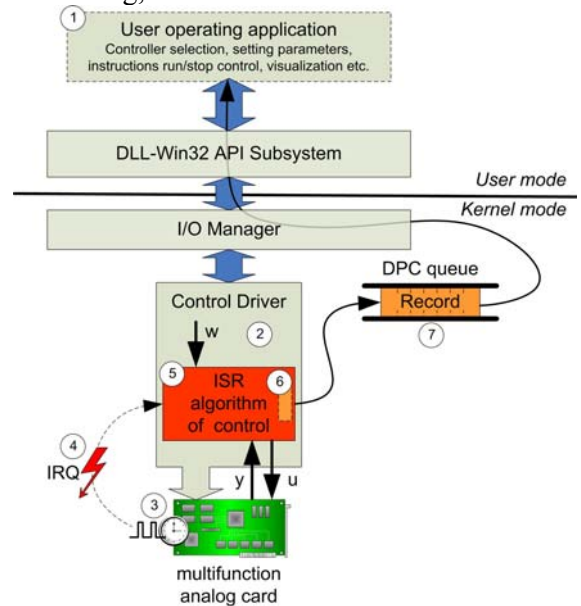 1
User operating application
Controller selection, setting parameters,
instructions run/stop control, visualization etc.
DLL-Win32 API Subsystem
User mode
Kernel mode
I/O Manager
DPC queue
Record
7
Control Driver
2
w
5
6
ISR
algorithm
of control
4
IRQ
y
u
3
multifunction
analog card